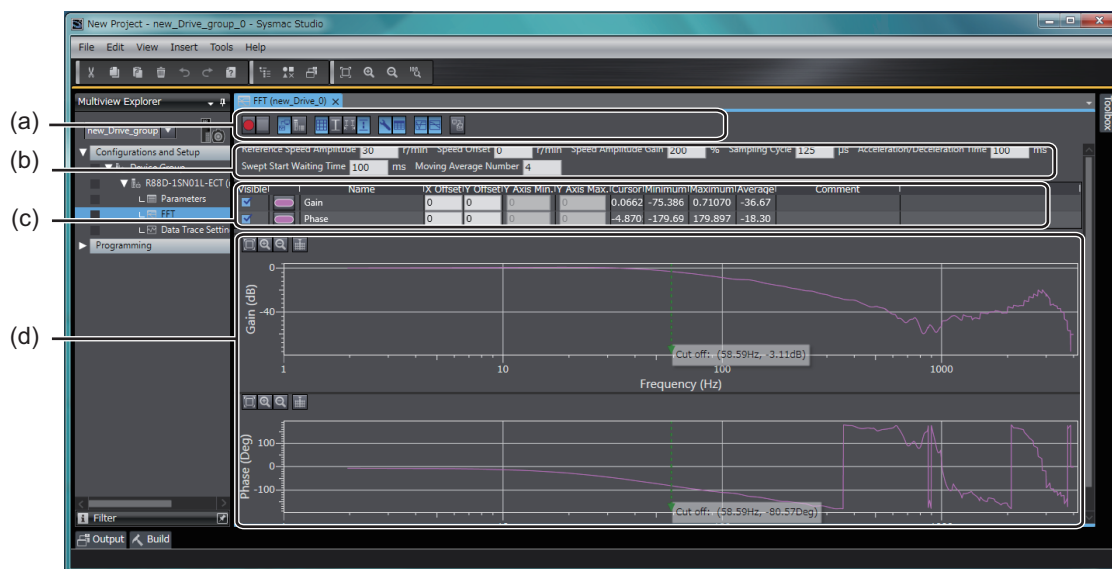 New Project - new_Drive_group_0 - Sysmac Studio
File Edit View Insert Tools Help
Multiview Explorer
FFT (new_Drive_0)
Toolbox
(a)
new_Drive_group
(b)
Configurations and Setup
Reference Speed Amplitude 30 r/min Speed Offset 0 r/min Speed Amplitude Gain 200 % Sampling Cycle 125 µs Acceleration/Deceleration Time 100 ms
Device Group
Swept Start Waiting Time 100 ms Moving Average Number 4
R88D-1SN01L-ECT (
Visible Name X Offset Y Offset Y Axis Min. Y Axis Max. Cursor Minimum Maximum Average Comment
Parameters
Gain 0 0 0 0 0.0662 -75.386 0.71070 -36.67
(c)
FFT
Phase 0 0 0 0 -4.870 -179.69 179.897 -18.30
Data Trace Settin
Programming
0
Gain (dB)
-40
(d)
Cut off: (58.59Hz, -3.11dB)
1 10 100 1000
Frequency (Hz)
100
Phase (Deg)
0
-100
Cut off: (58.59Hz, -80.57Deg)
Filter
Output Build